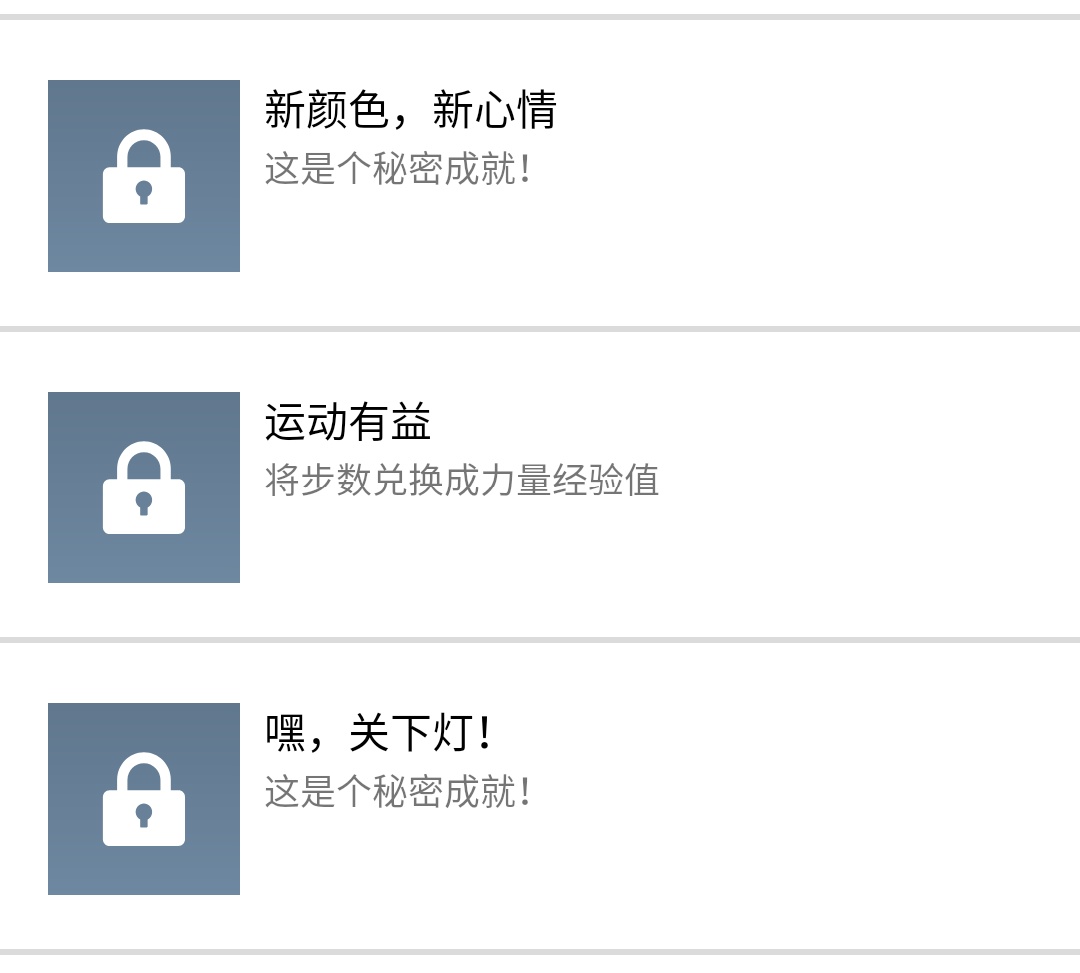 新颜色，新心情
这是个秘密成就！
运动有益
将步数兑换成力量经验值
嘿，关下灯！
这是个秘密成就！